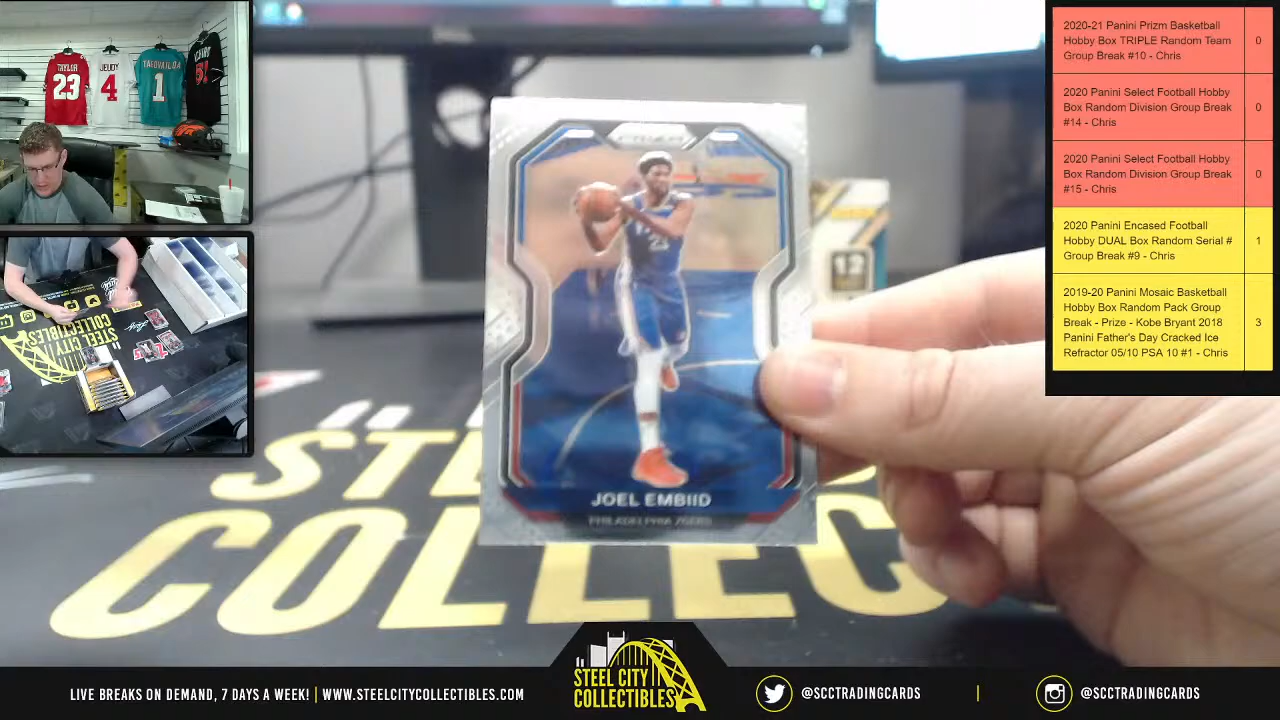 TAYLOR
23
JEUDY
4
TAGOVAILOA
1
ICHIRO
51
2020-21 Panini Prizm Basketball
Hobby Box TRIPLE Random Team
Group Break #10 - Chris
0
2020 Panini Select Football Hobby
Box Random Division Group Break
#14 - Chris
0
2020 Panini Select Football Hobby
Box Random Division Group Break
#15 - Chris
0
2020 Panini Encased Football
Hobby DUAL Box Random Serial #
Group Break #9 - Chris
1
2019-20 Panini Mosaic Basketball
Hobby Box Random Pack Group
Break - Prize - Kobe Bryant 2018
Panini Father's Day Cracked Ice
Refractor 05/10 PSA 10 #1 - Chris
3
PRIZM
JOEL EMBIID
PHILADELPHIA 76ERS
12
COLLECTIBLES
STEEL CITY
COLLECTIBLES
LIVE BREAKS ON DEMAND, 7 DAYS A WEEK! | WWW.STEELCITYCOLLECTIBLES.COM
@SCCTRADINGCARDS | @SCCTRADINGCARDS